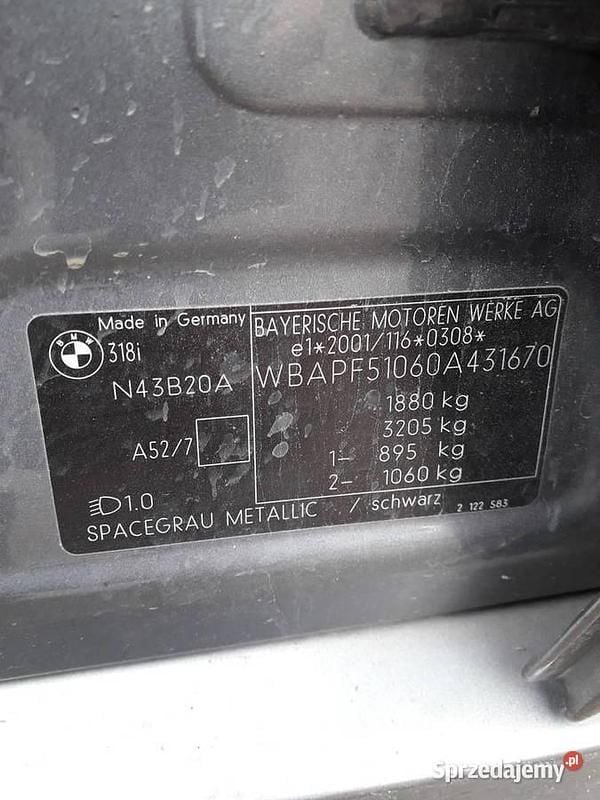 BMW
Made in Germany
318i
N43B20A
A52/7
BAYERISCHE MOTOREN WERKE AG
e1*2001/116*0308*
WBAPF51060A431670
1880 kg
3205 kg
1- 895 kg
2- 1060 kg
1.0
SPACEGRAU METALLIC / schwarz
2 122 583
Sprzedajemy.pl